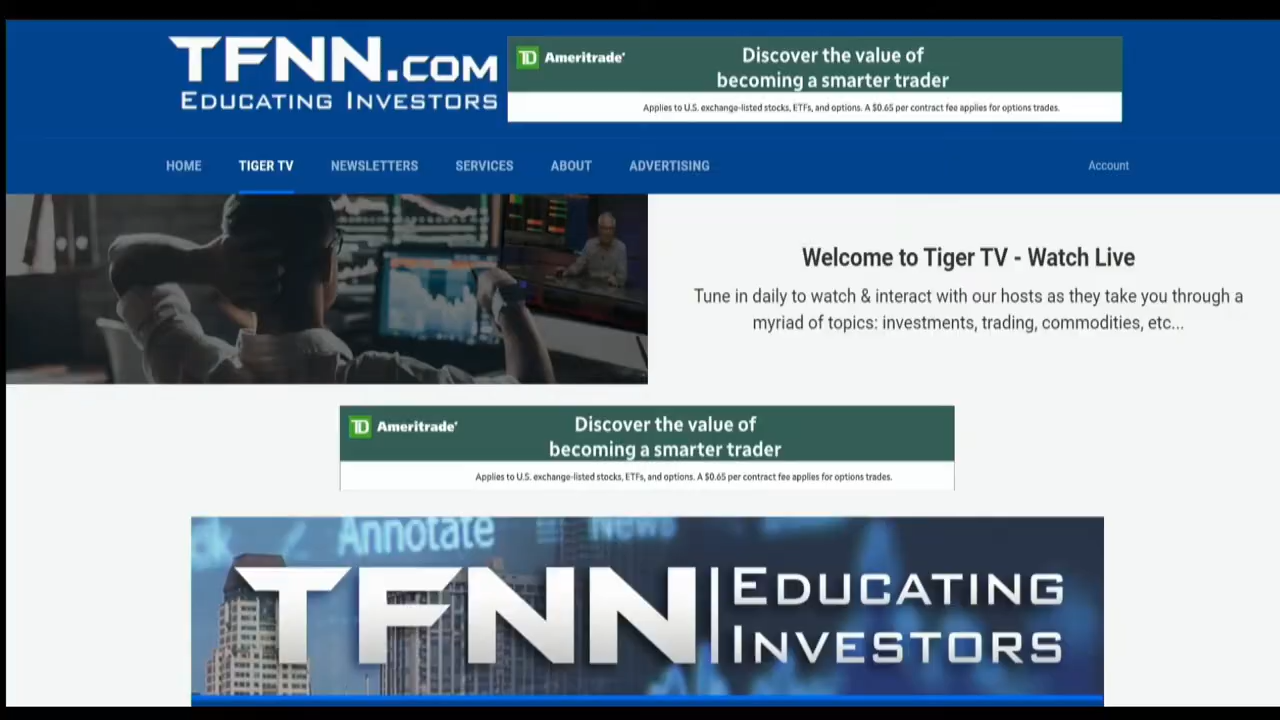 TFNN.COM
EDUCATING INVESTORS
TD Ameritrade
Discover the value of
becoming a smarter trader
Applies to U.S. exchange-listed stocks, ETFs, and options. A $0.65 per contract fee applies for options trades.
HOME TIGER TV NEWSLETTERS SERVICES ABOUT ADVERTISING Account
Welcome to Tiger TV - Watch Live
Tune in daily to watch & interact with our hosts as they take you through a
myriad of topics: investments, trading, commodities, etc...
TD Ameritrade
Discover the value of
becoming a smarter trader
Applies to U.S. exchange-listed stocks, ETFs, and options. A $0.65 per contract fee applies for options trades.
Annotate News
TFNN
EDUCATING
INVESTORS